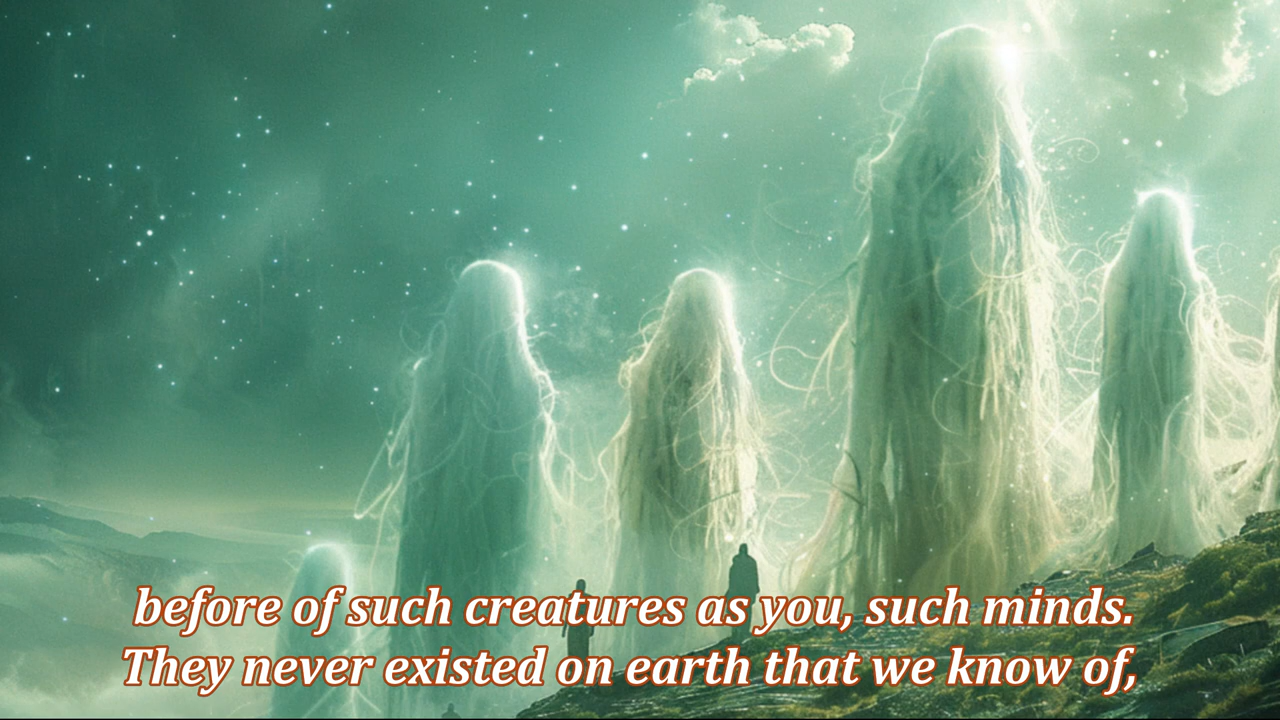 before of such creatures as you, such minds.
They never existed on earth that we know of,